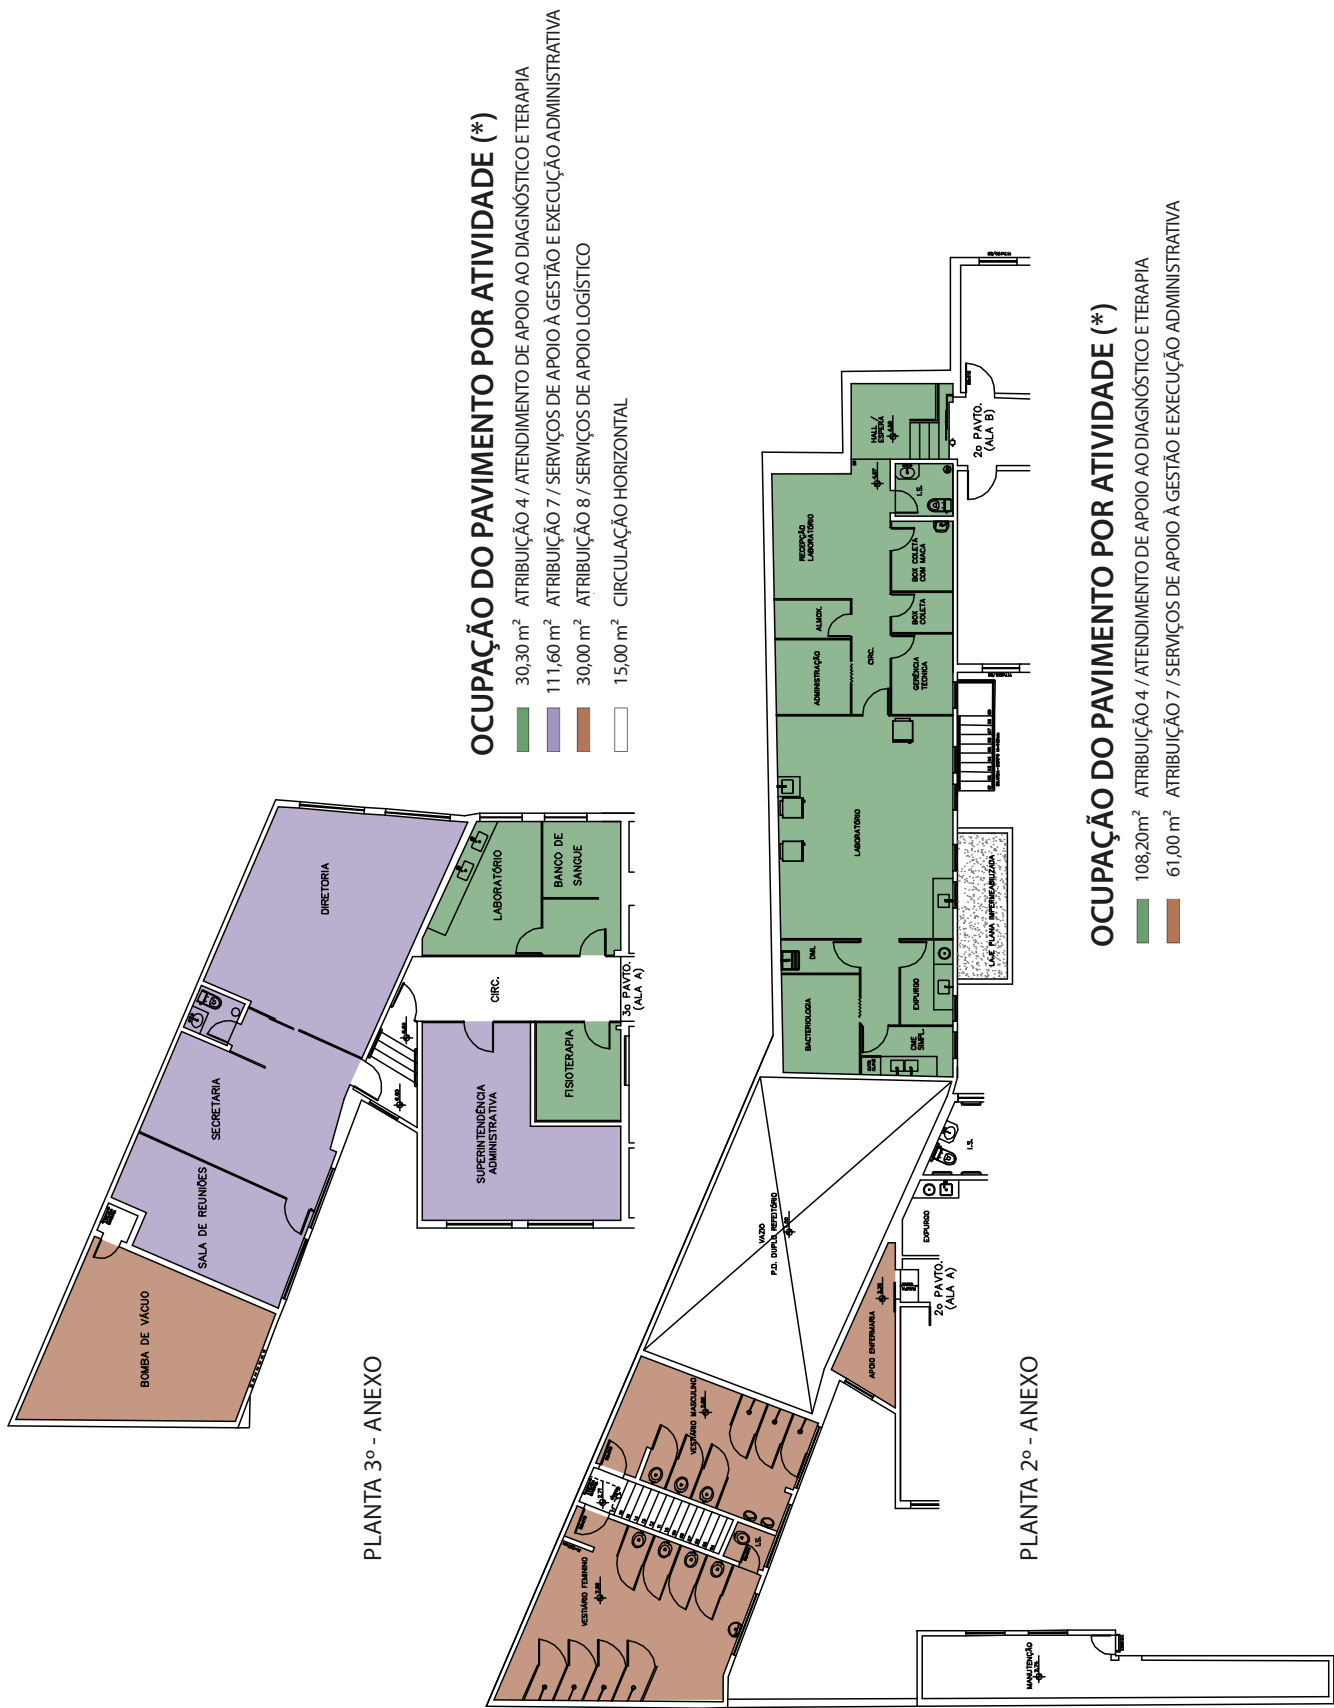 PLANTA 3º - ANEXO
BOMBA DE VÁCUO
SALA DE REUNIÕES
SECRETARIA
DIRETORIA
SUPERINTENDÊNCIA
ADMINISTRATIVA
FISIOTERAPIA
CIRC.
LABORATÓRIO
BANCO DE
SANGUE
3o PAVTO.
(ALA A)
OCUPAÇÃO DO PAVIMENTO POR ATIVIDADE (*)
30,30 m² ATRIBUIÇÃO 4 / ATENDIMENTO DE APOIO AO DIAGNÓSTICO E TERAPIA
111,60 m² ATRIBUIÇÃO 7 / SERVIÇOS DE APOIO À GESTÃO E EXECUÇÃO ADMINISTRATIVA
30,00 m² ATRIBUIÇÃO 8 / SERVIÇOS DE APOIO LOGÍSTICO
15,00 m² CIRCULAÇÃO HORIZONTAL
PLANTA 2º - ANEXO
VESTIÁRIO FEMININO
I.S.
VESTIÁRIO MASCULINO
VAZIO
P.D. DUPLO REFEITÓRIO
APOIO ENFERMARIA
EXPURGO
I.S.
2o PAVTO.
(ALA A)
MANUTENÇÃO
BACTERIOLOGIA
DML
CME
SIMPL.
EXPURGO
LABORATÓRIO
LAJE PLANA IMPERMEABILIZADA
ADMINISTRAÇÃO
ALMOX.
CIRC.
GERÊNCIA
TÉCNICA
BOX
COLETA
BOX COLETA
COM MACA
RECEPÇÃO
LABORATÓRIO
I.S.
HALL /
ESPERA
2o PAVTO.
(ALA B)
OCUPAÇÃO DO PAVIMENTO POR ATIVIDADE (*)
108,20m² ATRIBUIÇÃO 4 / ATENDIMENTO DE APOIO AO DIAGNÓSTICO E TERAPIA
61,00 m² ATRIBUIÇÃO 7 / SERVIÇOS DE APOIO À GESTÃO E EXECUÇÃO ADMINISTRATIVA